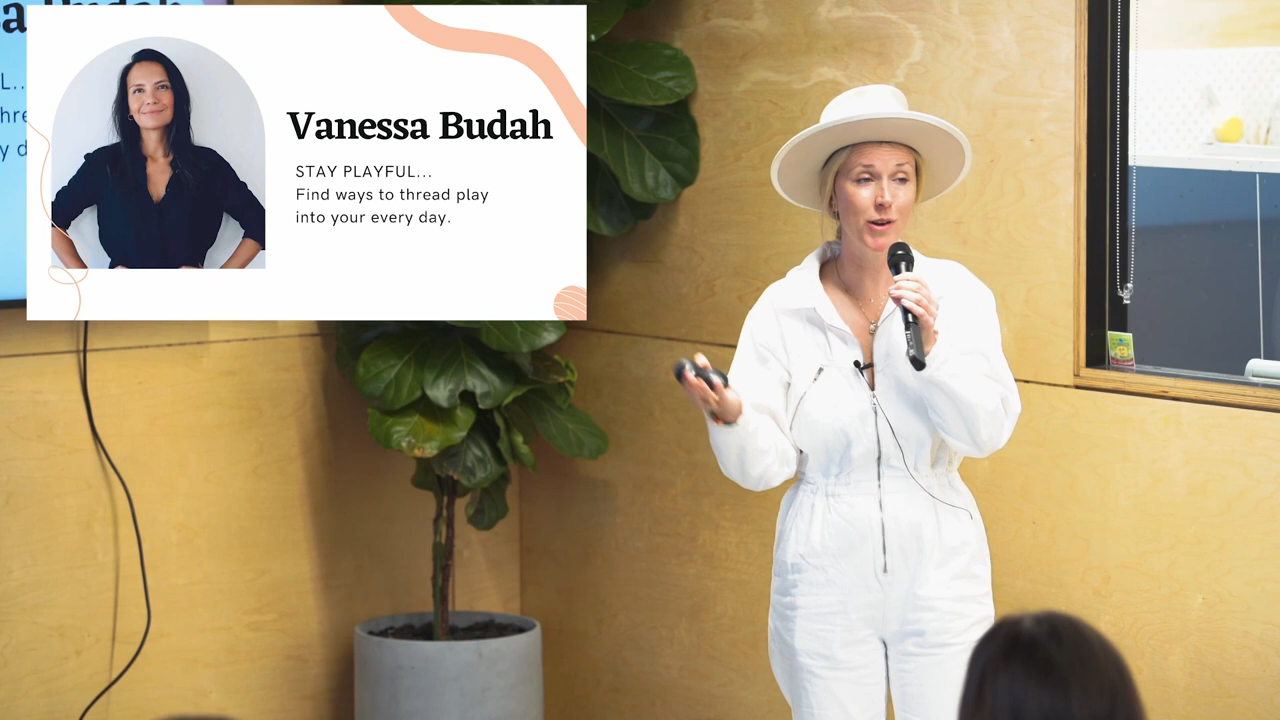 Vanessa Budah
STAY PLAYFUL...
Find ways to thread play
into your every day.